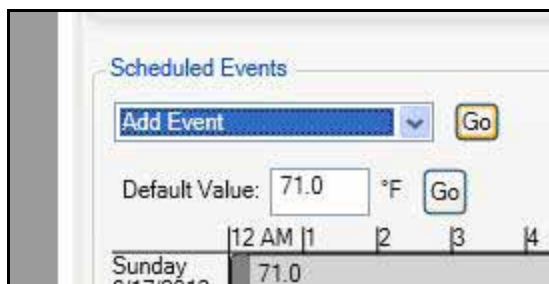 Scheduled Events
Add Event Go
Default Value: 71.0 °F Go
12 AM 1 2 3 4
Sunday 71.0